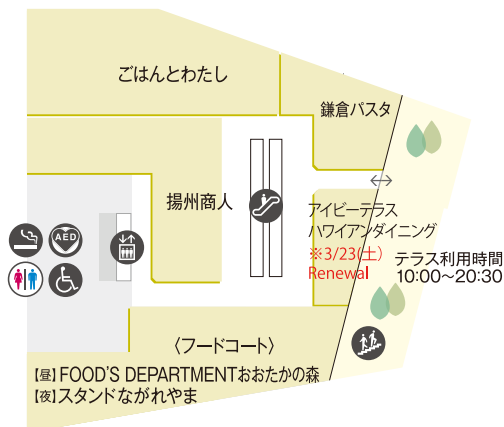 ごはんとわたし
鎌倉パスタ
揚州商人
アイビーテラス
ハワイアンダイニング
※3/23(土)
Renewal
テラス利用時間
10:00〜20:30
AED
〈フードコート〉
【昼】FOOD'S DEPARTMENTおおたかの森
【夜】スタンドながれやま